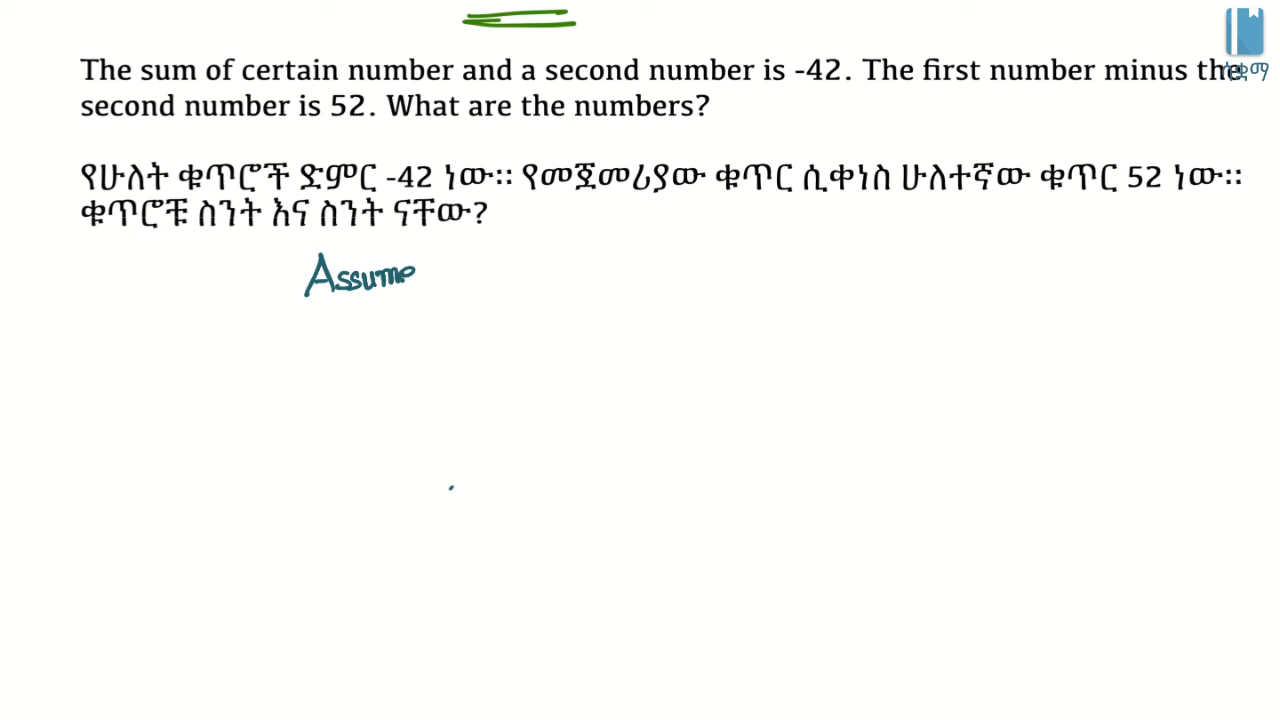 The sum of certain number and a second number is -42. The first number minus the
second number is 52. What are the numbers?
የሁለት ቁጥሮች ድምር -42 ነው። የመጀመሪያው ቁጥር ሲቀነስ ሁለተኛው ቁጥር 52 ነው።
ቁጥሮቹ ስንት እና ስንት ናቸው?
Assume